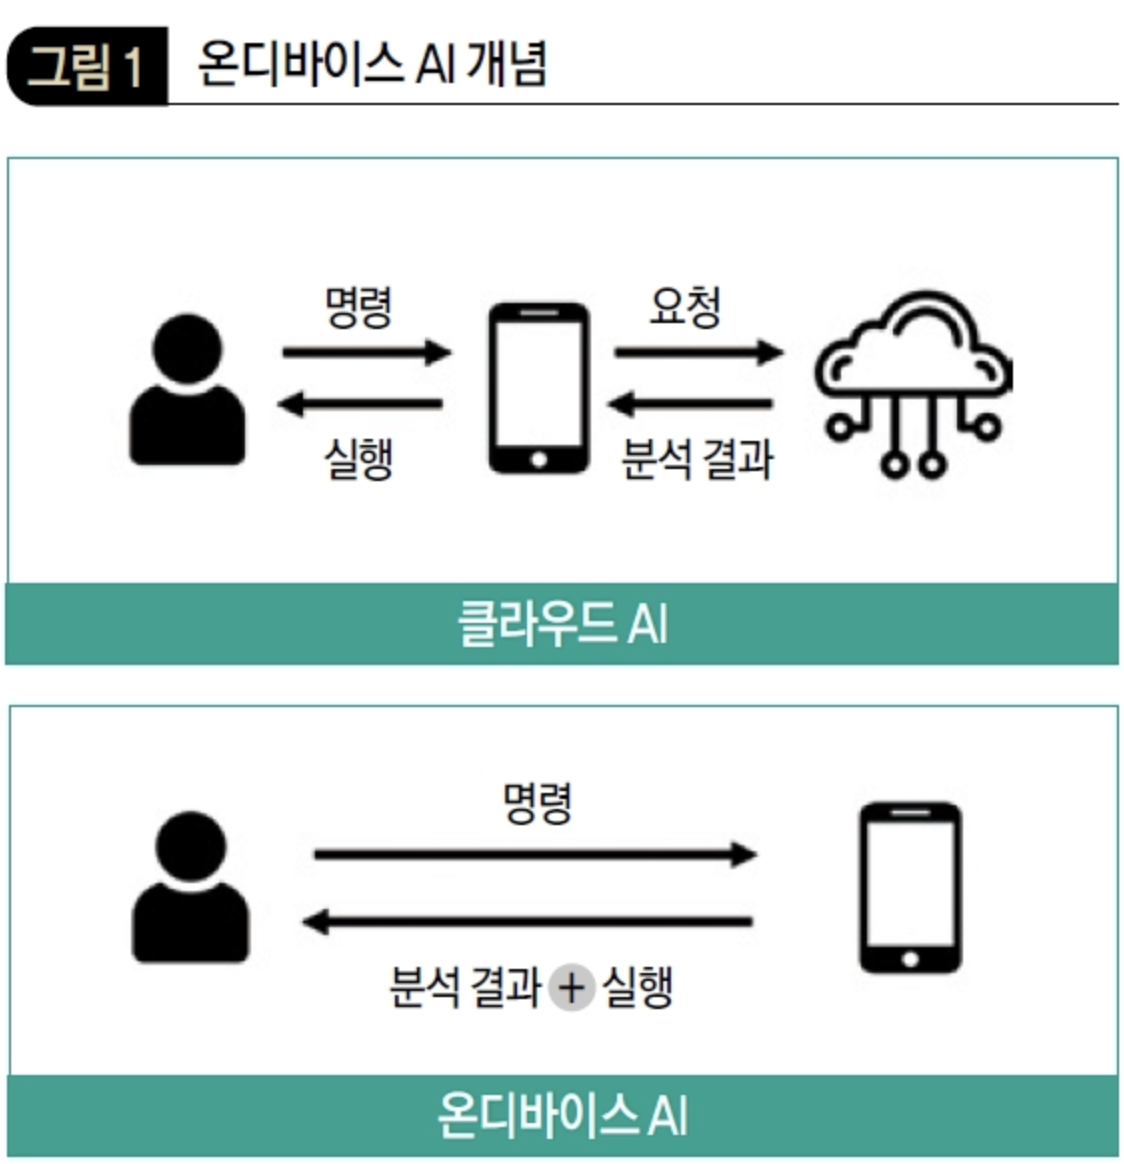 그림 1 온디바이스 AI 개념
명령 요청
실행 분석 결과
클라우드 AI
명령
분석 결과 + 실행
온디바이스 AI